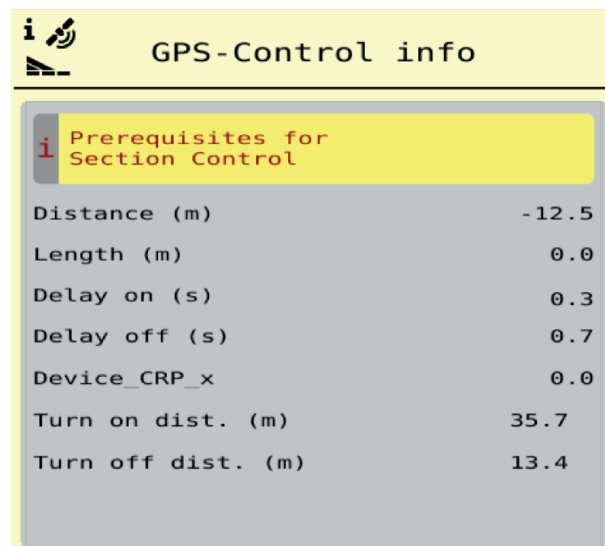 i
GPS-Control info
i
Prerequisites for
Section Control
Distance (m) -12.5
Length (m) 0.0
Delay on (s) 0.3
Delay off (s) 0.7
Device_CRP_x 0.0
Turn on dist. (m) 35.7
Turn off dist. (m) 13.4